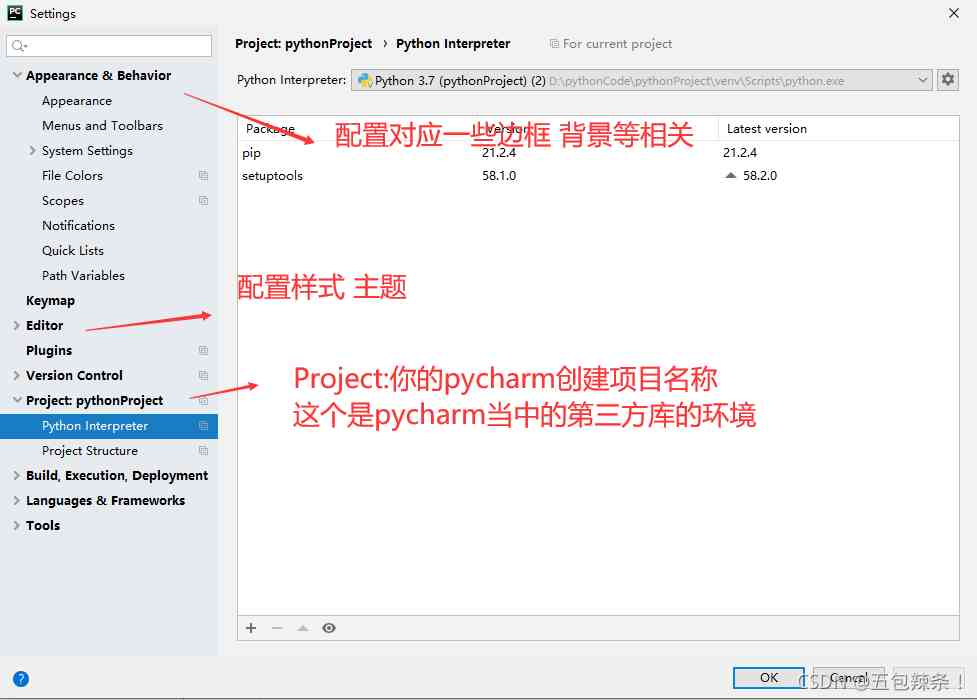 PC Settings
Project: pythonProject › Python Interpreter For current project
Python Interpreter: Python 3.7 (pythonProject) (2) D:\pythonCode\pythonProject\venv\Scripts\python.exe
Appearance & Behavior
Appearance
Menus and Toolbars
System Settings
File Colors
Scopes
Notifications
Quick Lists
Path Variables
Keymap
Editor
Plugins
Version Control
Project: pythonProject
Python Interpreter
Project Structure
Build, Execution, Deployment
Languages & Frameworks
Tools
Package Version Latest version
pip 21.2.4 21.2.4
setuptools 58.1.0 58.2.0
配置对应一些边框 背景等相关
配置样式 主题
Project:你的pycharm创建项目名称
这个是pycharm当中的第三方库的环境
?
OK Cancel
CSDN @五包辣条！